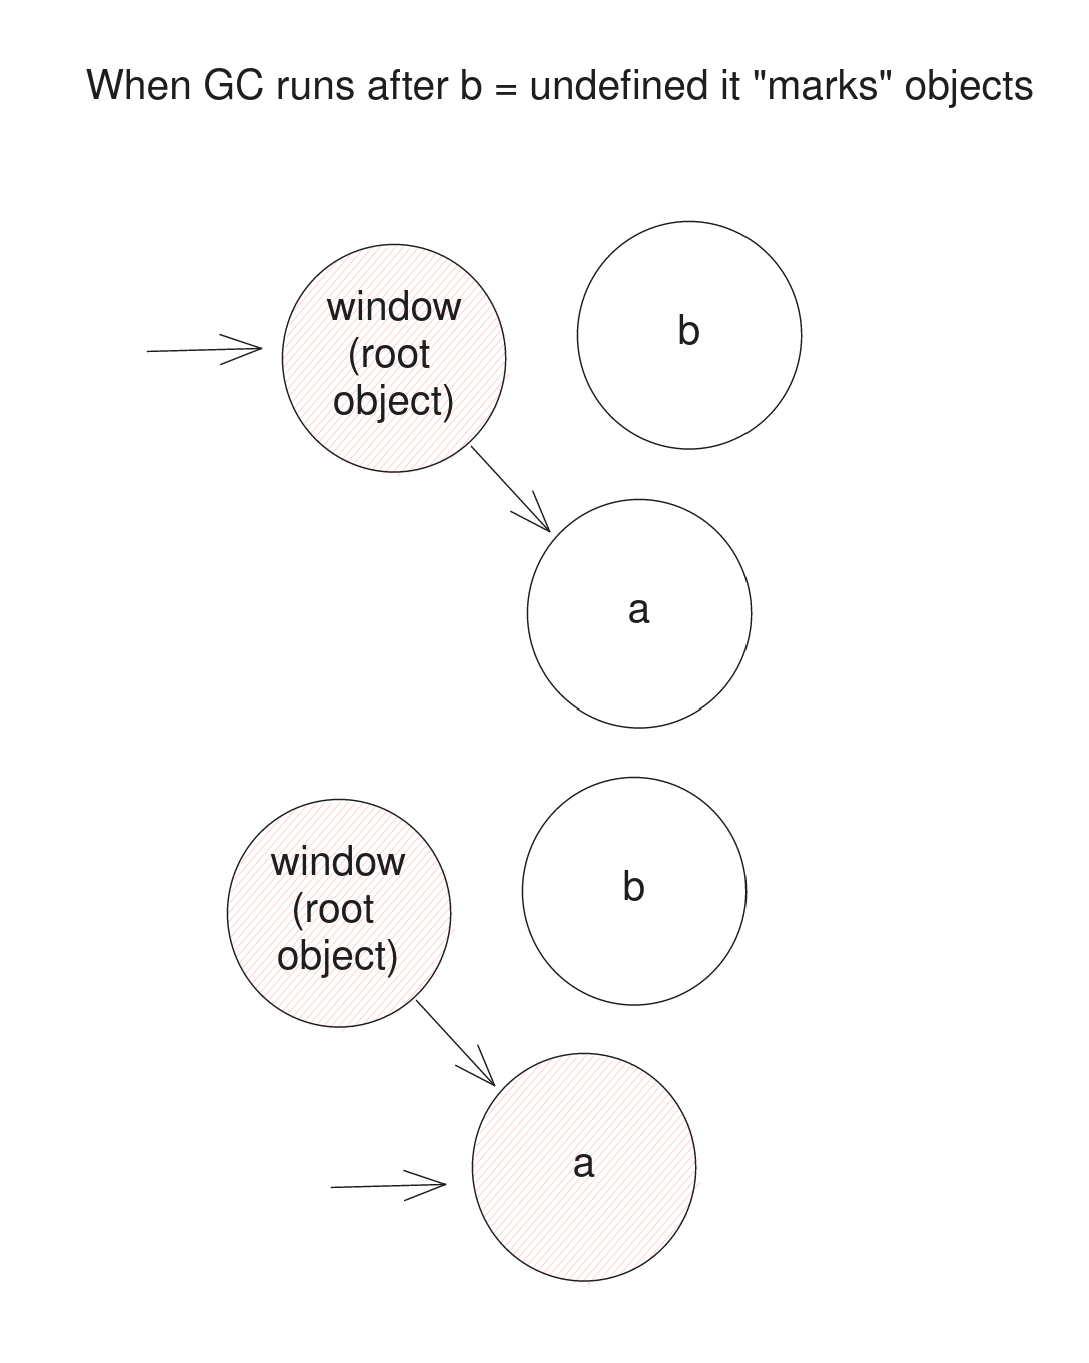 When GC runs after b = undefined it "marks" objects
window
(root
object)
b
a
window
(root
object)
b
a